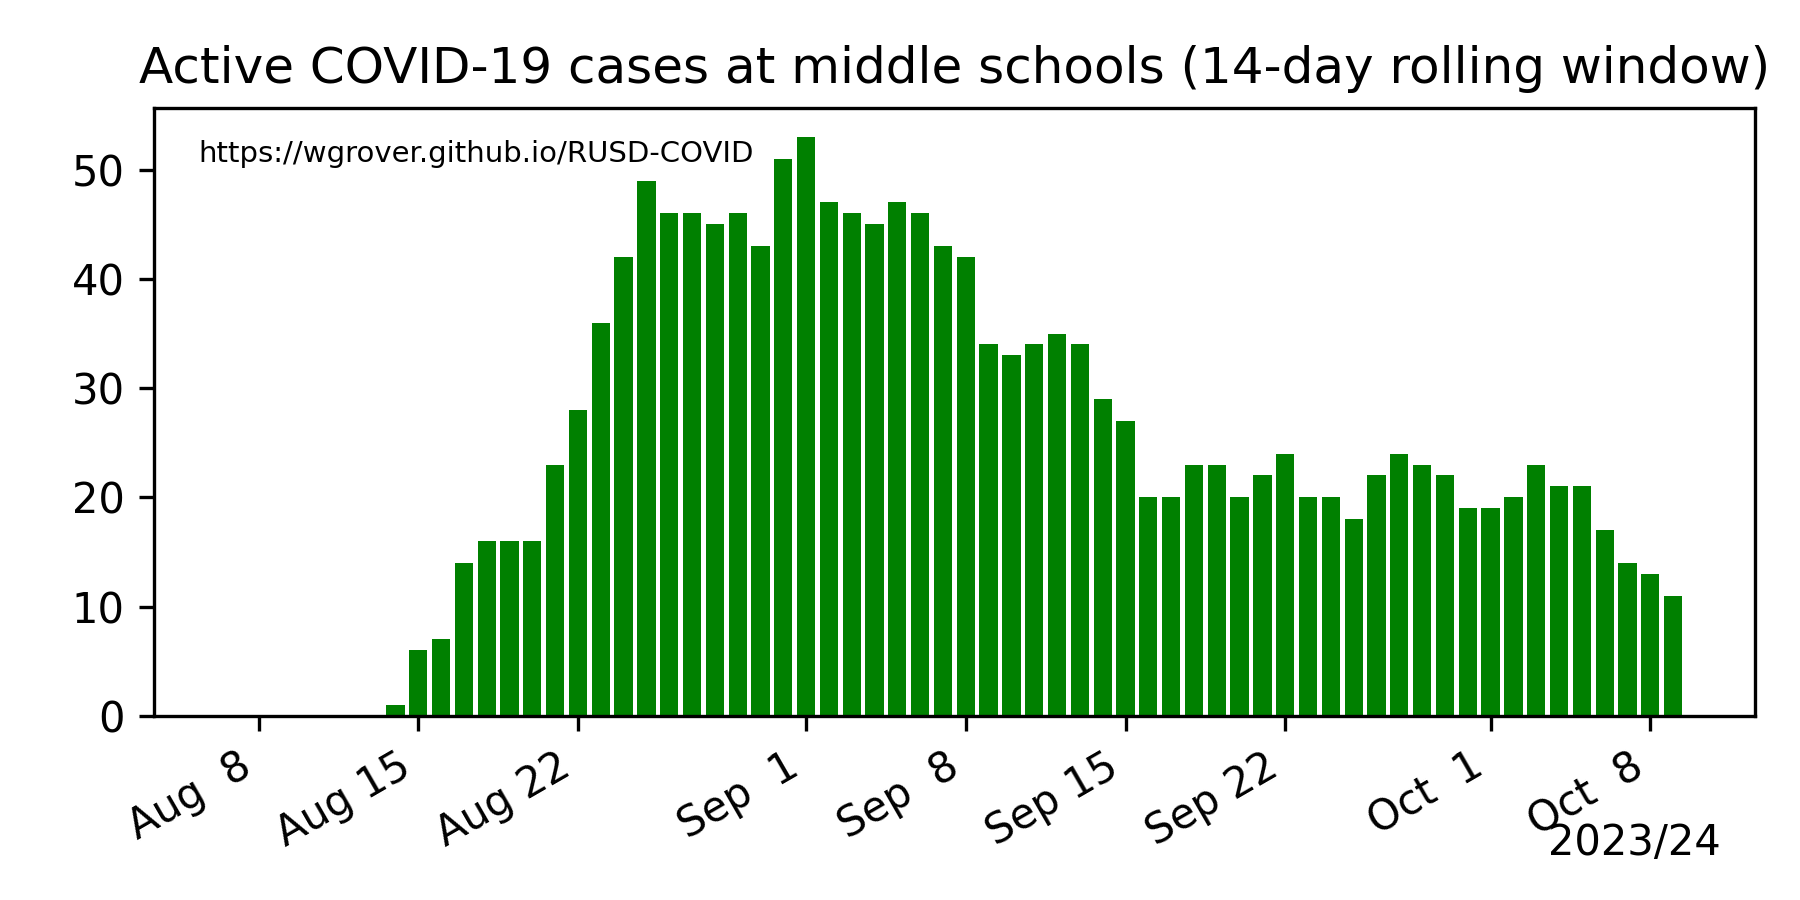 Active COVID-19 cases at middle schools (14-day rolling window)
https://wgrover.github.io/RUSD-COVID
50
40
30
20
10
0
Aug 8
Aug 15
Aug 22
Sep 1
Sep 8
Sep 15
Sep 22
Oct 1
Oct 8
2023/24